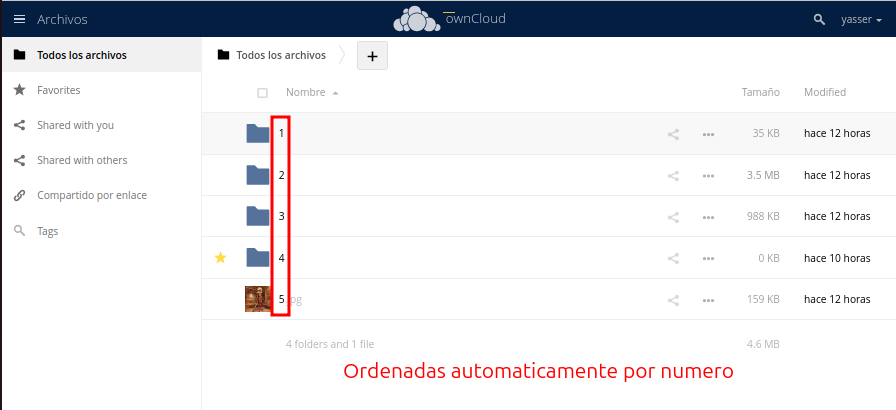 Archivos
ownCloud
yasser
Todos los archivos
Favorites
Shared with you
Shared with others
Compartido por enlace
Tags
Todos los archivos
+
Nombre
Tamaño
Modified
1
35 KB
hace 12 horas
2
3.5 MB
hace 12 horas
3
988 KB
hace 12 horas
4
0 KB
hace 10 horas
5.jpg
159 KB
hace 12 horas
4 folders and 1 file
4.6 MB
Ordenadas automaticamente por numero